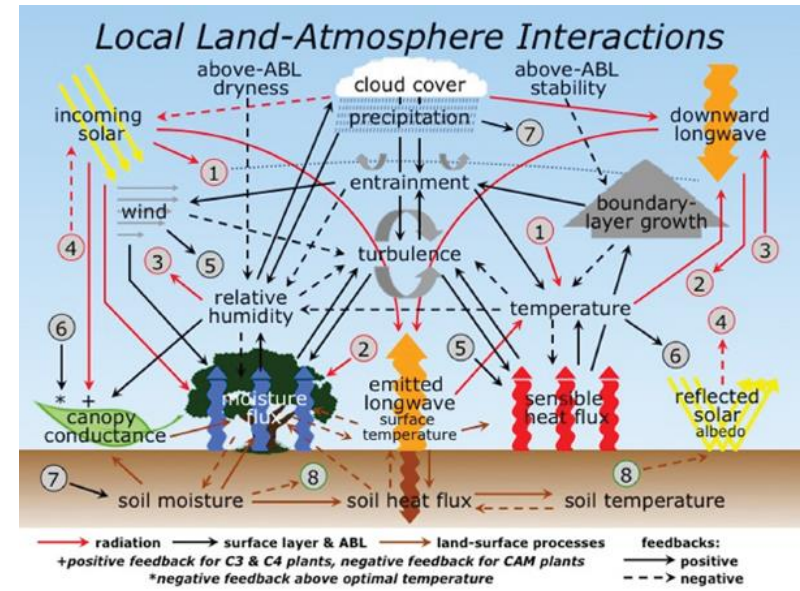 Local Land-Atmosphere Interactions
above-ABL
dryness
cloud cover
above-ABL
stability
incoming
solar
precipitation
7
downward
longwave
1
entrainment
wind
boundary-
layer growth
4
5
3
turbulence
1
3
2
relative
humidity
temperature
4
6
2
5
6
* +
canopy
conductance
moisture
flux
emitted
longwave
surface
temperature
sensible
heat flux
reflected
solar
albedo
7
8
8
soil moisture
soil heat flux
soil temperature
radiation
surface layer & ABL
land-surface processes
feedbacks:
+positive feedback for C3 & C4 plants, negative feedback for CAM plants
positive
*negative feedback above optimal temperature
negative